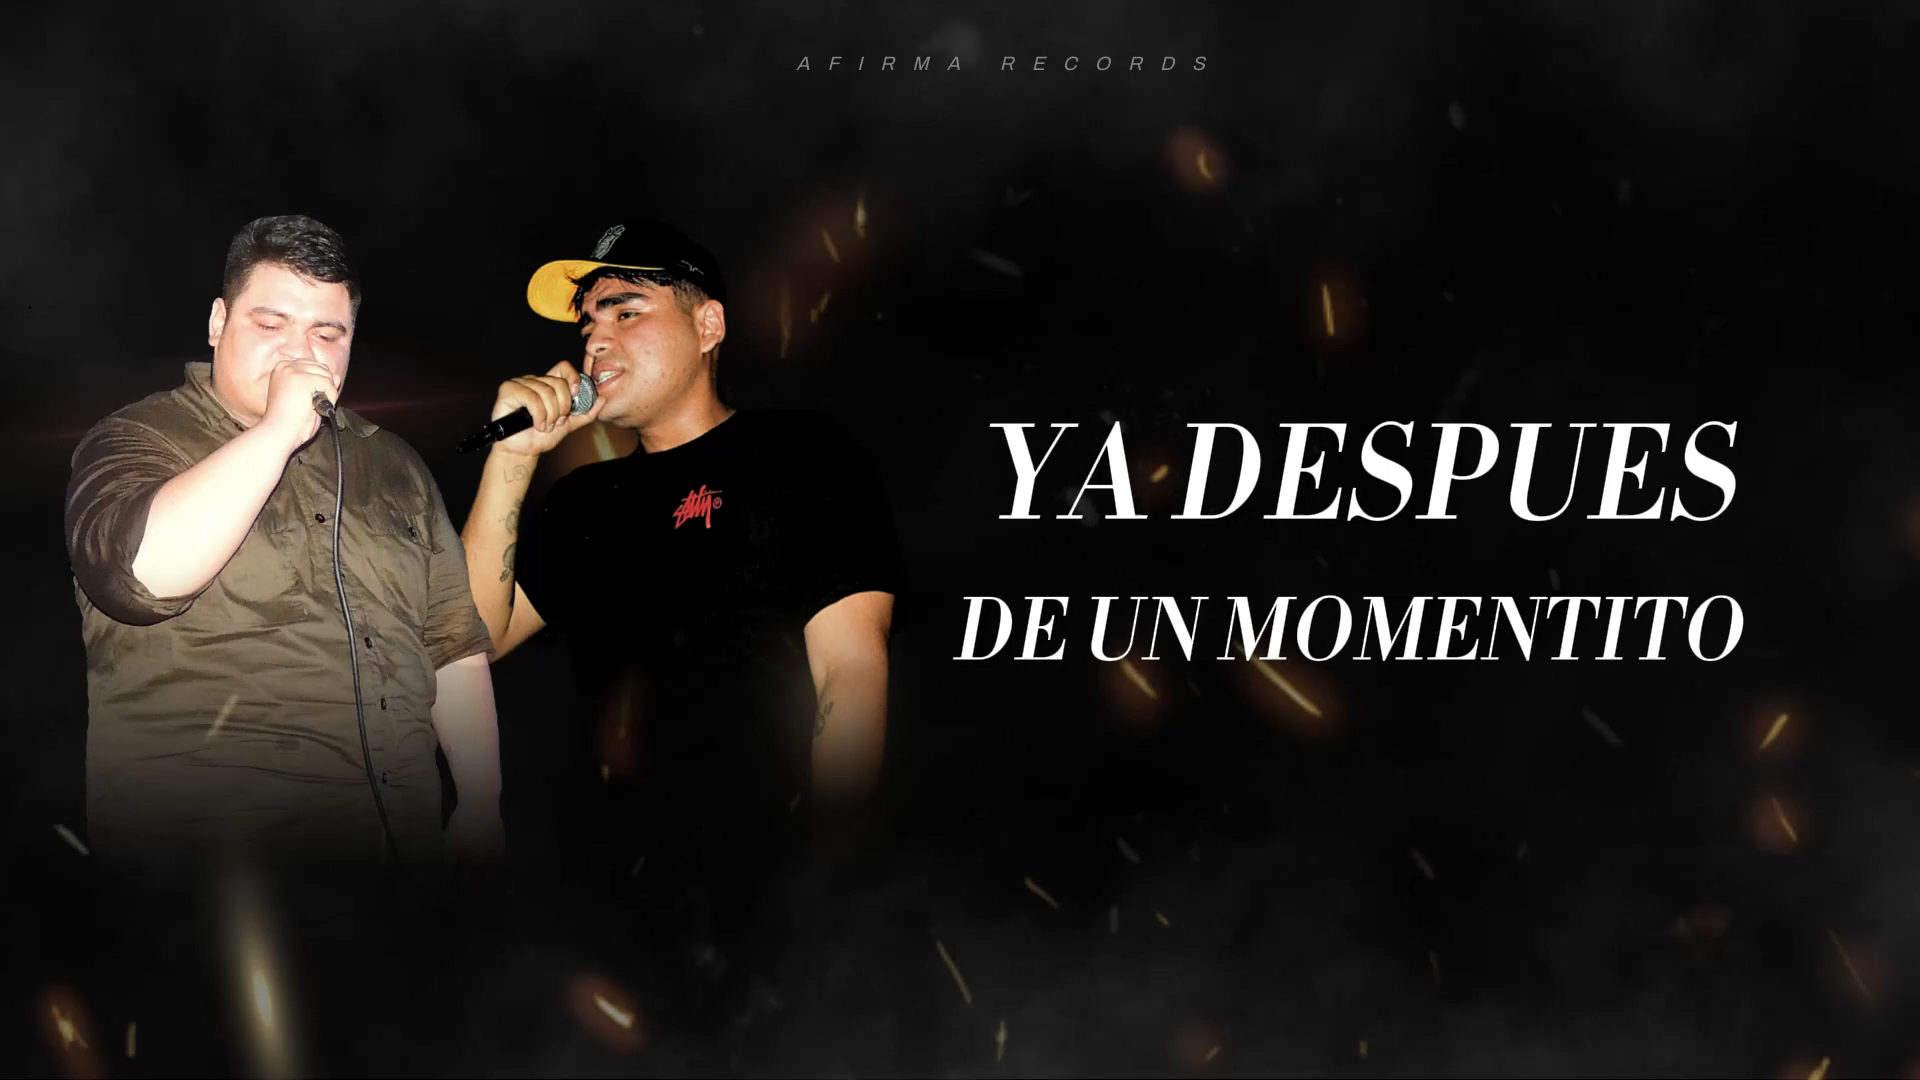 AFIRMA RECORDS
YA DESPUES
DE UN MOMENTITO